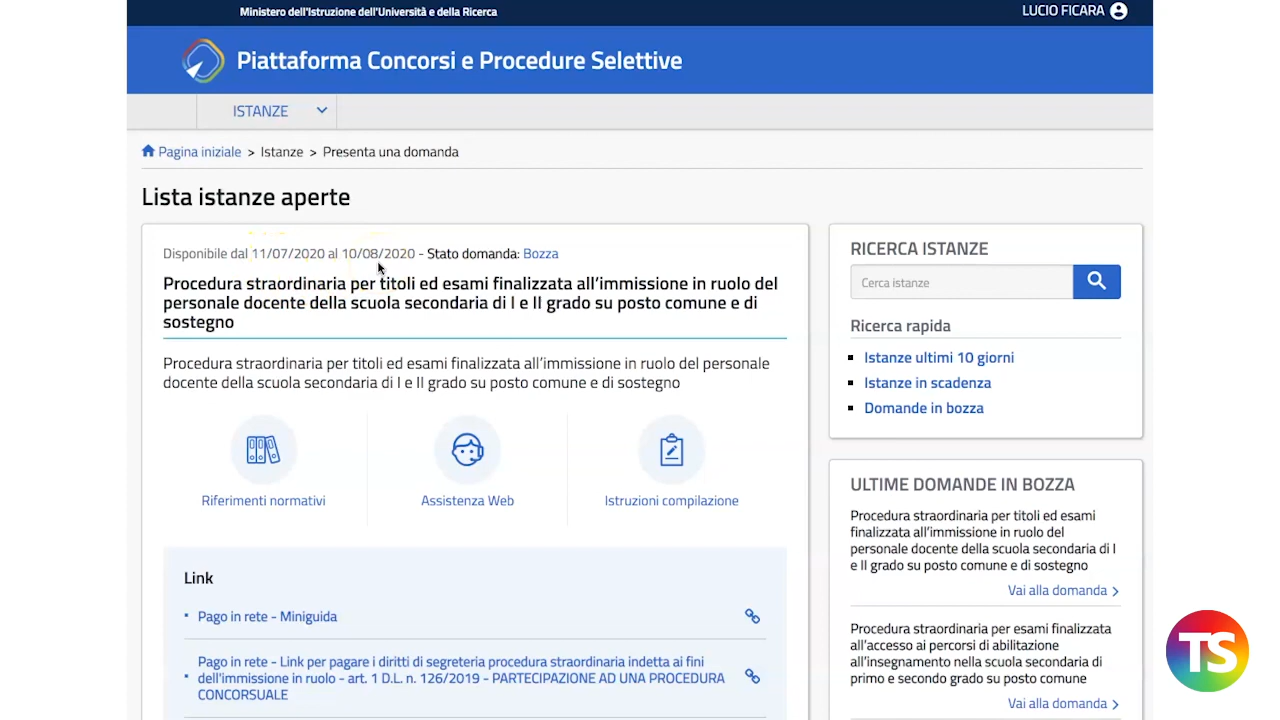 Ministero dell'Istruzione dell'Università e della Ricerca
LUCIO FICARA
Piattaforma Concorsi e Procedure Selettive
ISTANZE
Pagina iniziale > Istanze > Presenta una domanda
Lista istanze aperte
Disponibile dal 11/07/2020 al 10/08/2020 - Stato domanda: Bozza
Procedura straordinaria per titoli ed esami finalizzata all’immissione in ruolo del
personale docente della scuola secondaria di I e II grado su posto comune e di
sostegno
Procedura straordinaria per titoli ed esami finalizzata all’immissione in ruolo del personale
docente della scuola secondaria di I e II grado su posto comune e di sostegno
Riferimenti normativi
Assistenza Web
Istruzioni compilazione
Link
Pago in rete - Miniguida
Pago in rete - Link per pagare i diritti di segreteria procedura straordinaria indetta ai fini
dell'immissione in ruolo - art. 1 D.L. n. 126/2019 - PARTECIPAZIONE AD UNA PROCEDURA
CONCORSUALE
RICERCA ISTANZE
Cerca istanze
Ricerca rapida
Istanze ultimi 10 giorni
Istanze in scadenza
Domande in bozza
ULTIME DOMANDE IN BOZZA
Procedura straordinaria per titoli ed esami
finalizzata all’immissione in ruolo del
personale docente della scuola secondaria di I
e II grado su posto comune e di sostegno
Vai alla domanda
Procedura straordinaria per esami finalizzata
all’accesso ai percorsi di abilitazione
all’insegnamento nella scuola secondaria di
primo e secondo grado su posto comune
Vai alla domanda
TS